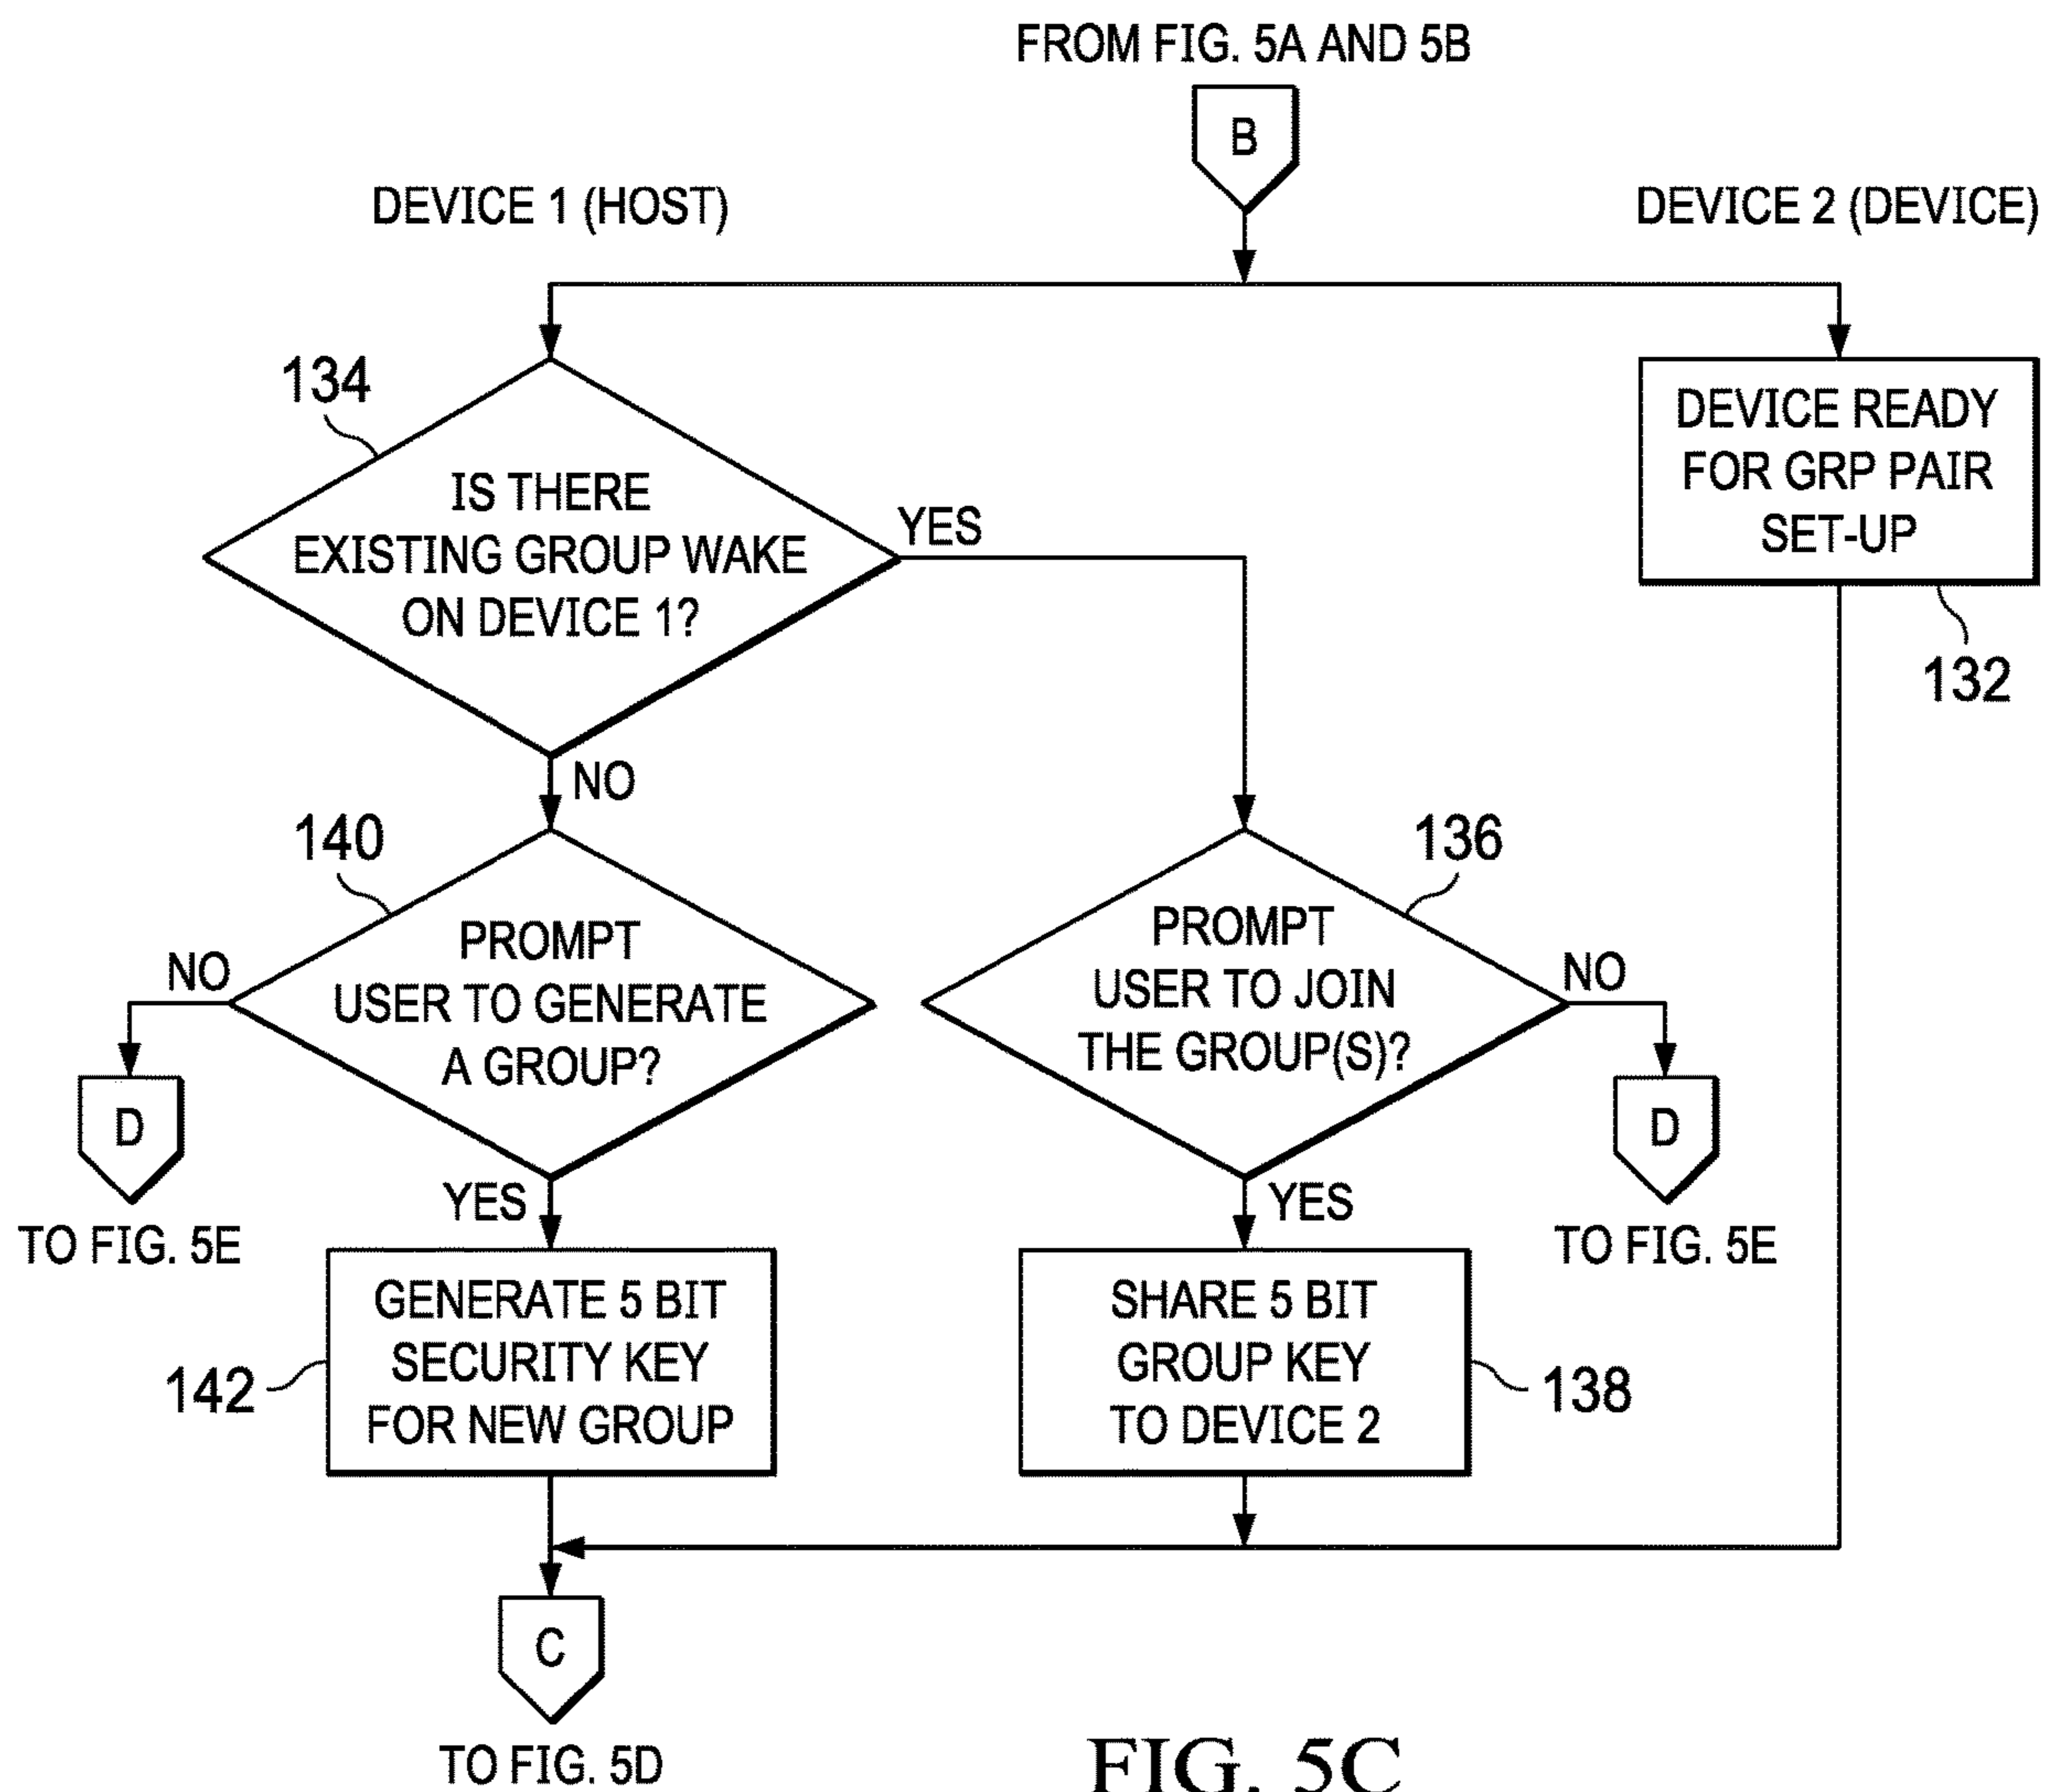 FROM FIG. 5A AND 5B
B
DEVICE 1 (HOST)
DEVICE 2 (DEVICE)
134
IS THERE
EXISTING GROUP WAKE
ON DEVICE 1?
YES
NO
DEVICE READY
FOR GRP PAIR
SET-UP
132
140
PROMPT
USER TO GENERATE
A GROUP?
NO
D
TO FIG. 5E
YES
136
PROMPT
USER TO JOIN
THE GROUP(S)?
NO
D
TO FIG. 5E
YES
GENERATE 5 BIT
SECURITY KEY
FOR NEW GROUP
142
SHARE 5 BIT
GROUP KEY
TO DEVICE 2
138
C
TO FIG. 5D
FIG. 5C